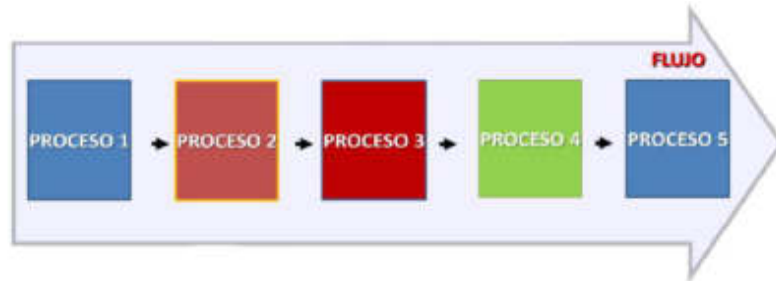 FLUJO
PROCESO 1
PROCESO 2
PROCESO 3
PROCESO 4
PROCESO 5